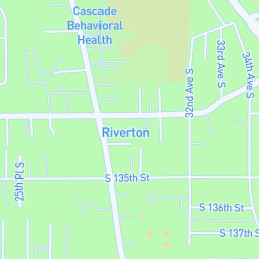 Cascade
Behavioral
Health
32nd Ave S
33rd Ave S
34th Ave S
Riverton
25th Pl S
S 135th St
S 136th St
S 137th St